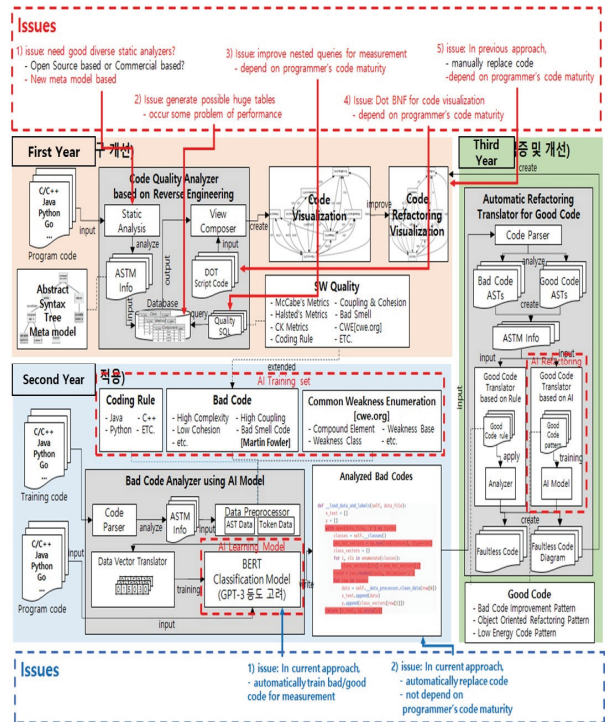 Issues
1) issue: need good diverse static analyzers?
- Open Source based or Commercial based?
- New meta model based
2) Issue: generate possible huge tables
- occur some problem of performance
3) issue: improve nested queries for measurement
- depend on programmer's code maturity
4) issue: Dot BNF for code visualization
- depend on programmer's code maturity
5) issue: In previous approach,
- manually replace code
-depend on programmer's code maturity
First Year
구 개선)
C/C++
Java
Python
Go
...
Program code
input
Code Quality Analyzer
based on Reverse Engineering
Static
Analysis
View
Composer
analyze
output
input
ASTM
Info
DOT
Script Code
input
Database
query
Quality
SQL
Abstract
Syntax
Tree
Meta model
create
Code
Visualization
improve
Code
Refactoring
Visualization
SW Quality
- McCabe's Metrics
- Halsted's Metrics
- CK Metrics
- Coding Rule
- Coupling & Cohesion
- Bad Smell
- CWE[cwe.org]
- ETC.
extended
Third
Year
증 및 개선)
create
Automatic Refactoring
Translator for Good Code
Code Parser
analyze
Bad Code
ASTs
Good Code
ASTs
create
ASTM Info
input
input
AI Refactoring
Good Code
Translator
based on Rule
Good Code
Translator
based on AI
Good
Code rule
Good Code
pattern
apply
training
Analyzer
AI Model
create
Faultless Code
Faultless Code
Diagram
Good Code
- Bad Code Improvement Pattern
- Object Oriented Refactoring Pattern
- Low Energy Code Pattern
input
Second Year
적용)
AI Training set
Coding Rule
- Java
- C++
- Python
- ETC.
Bad Code
- High Complexity
- High Coupling
- Low Cohesion
- Bad Smell Code
- etc.
[Martin Fowler]
Common Weakness Enumeration
[cwe.org]
- Compound Element
- Weakness Base
- Weakness Class
- etc.
C/C++
Java
Python
Go
Training code
C/C++
Java
Python
Go
...
Program code
input
Bad Code Analyzer using AI Model
Code
Parser
analyze
ASTM
Info
input
Data Preprocessor
AST Data
Token Data
Data Vector Translator
training
AI Learning Model
BERT
Classification Model
(GPT-3 등도 고려)
input
write
Analyzed Bad Codes
Issues
1) issue: In current approach,
- automatically train bad/good
code for measurement
2) issue: In current approach,
- automatically replace code
- not depend on
programmer's code maturity